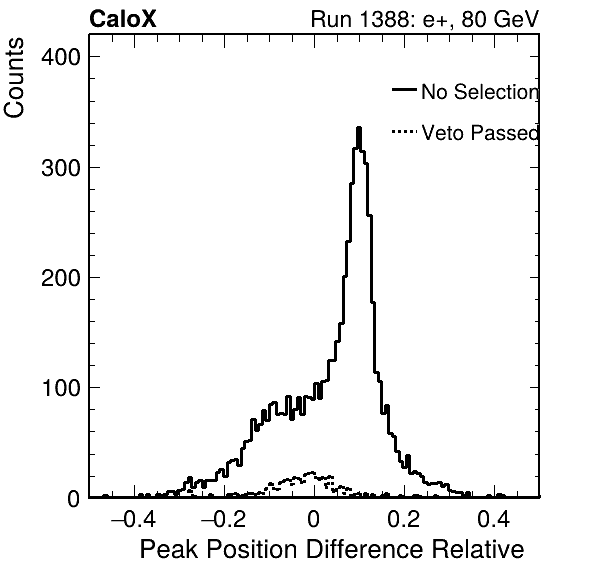 CaloX Run 1388: e+, 80 GeV
Counts
400
300
200
100
0
No Selection
Veto Passed
−0.4 −0.2 0 0.2 0.4
Peak Position Difference Relative